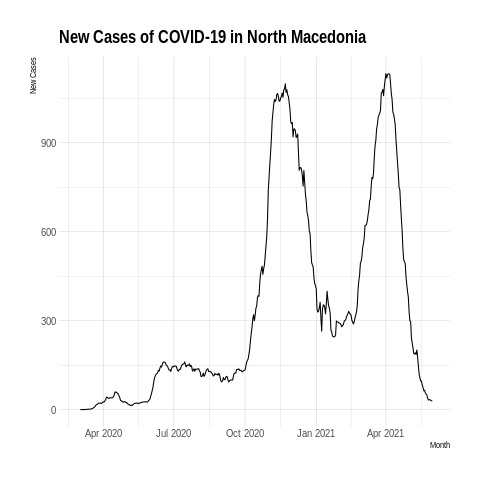 New Cases of COVID-19 in North Macedonia
New Cases
900
600
300
0
Apr 2020 Jul 2020 Oct 2020 Jan 2021 Apr 2021
Month